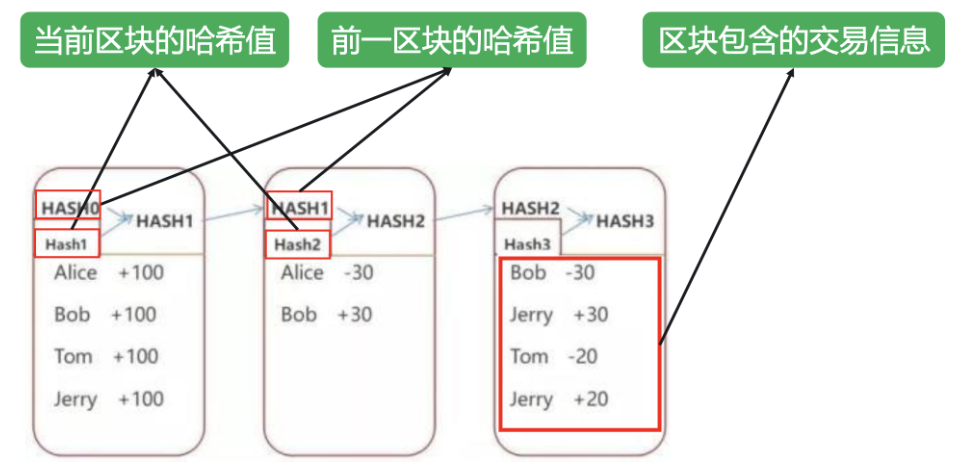 当前区块的哈希值
前一区块的哈希值
区块包含的交易信息
HASH0
HASH1
Hash1
Alice +100
Bob +100
Tom +100
Jerry +100
HASH1
HASH2
Hash2
Alice -30
Bob +30
HASH2
HASH3
Hash3
Bob -30
Jerry +30
Tom -20
Jerry +20